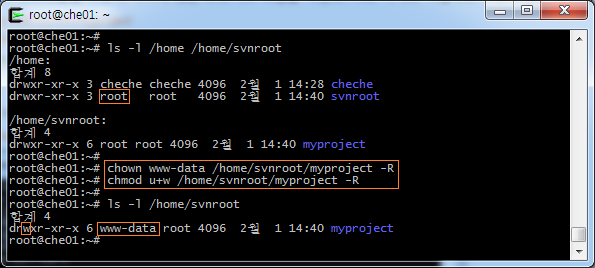 root@che01: ~
root@che01:~#
root@che01:~# ls -l /home /home/svnroot
/home:
합계 8
drwxr-xr-x 3 cheche cheche 4096  2월  1 14:28 cheche
drwxr-xr-x 3 root   root   4096  2월  1 14:40 svnroot

/home/svnroot:
합계 4
drwxr-xr-x 6 root root 4096  2월  1 14:40 myproject
root@che01:~#
root@che01:~# chown www-data /home/svnroot/myproject -R
root@che01:~# chmod u+w /home/svnroot/myproject -R
root@che01:~#
root@che01:~# ls -l /home/svnroot
합계 4
drwxr-xr-x 6 www-data root 4096  2월  1 14:40 myproject
root@che01:~#